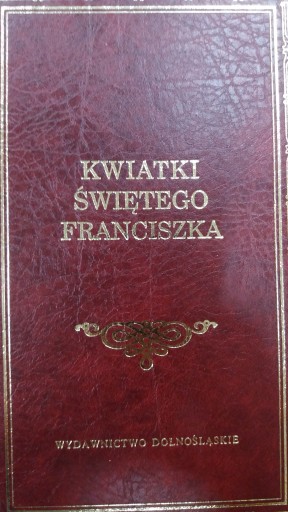 KWIATKI
ŚWIĘTEGO
FRANCISZKA
WYDAWNICTWO DOLNOŚLĄSKIE